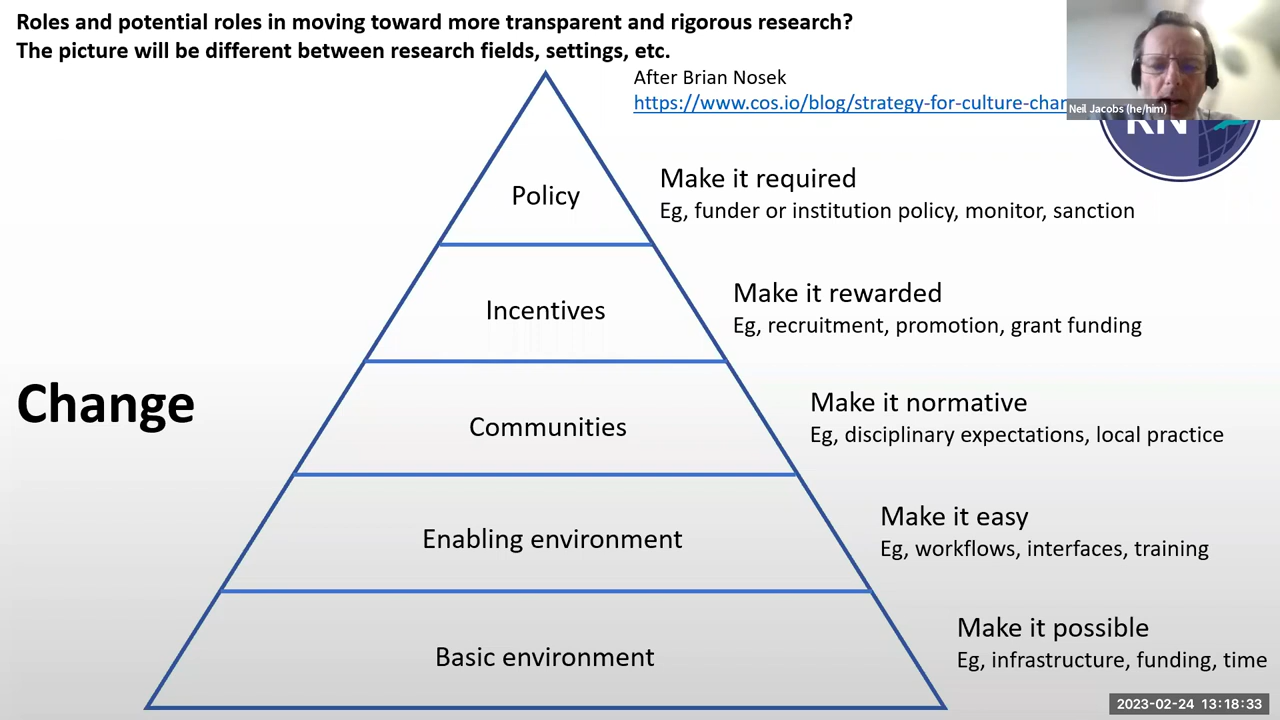 Roles and potential roles in moving toward more transparent and rigorous research?
The picture will be different between research fields, settings, etc.
After Brian Nosek
https://www.cos.io/blog/strategy-for-culture-char
Neil Jacobs (he/him)
RN
Policy
Make it required
Eg, funder or institution policy, monitor, sanction
Incentives
Make it rewarded
Eg, recruitment, promotion, grant funding
Change
Communities
Make it normative
Eg, disciplinary expectations, local practice
Enabling environment
Make it easy
Eg, workflows, interfaces, training
Basic environment
Make it possible
Eg, infrastructure, funding, time
2023-02-24 13:18:33